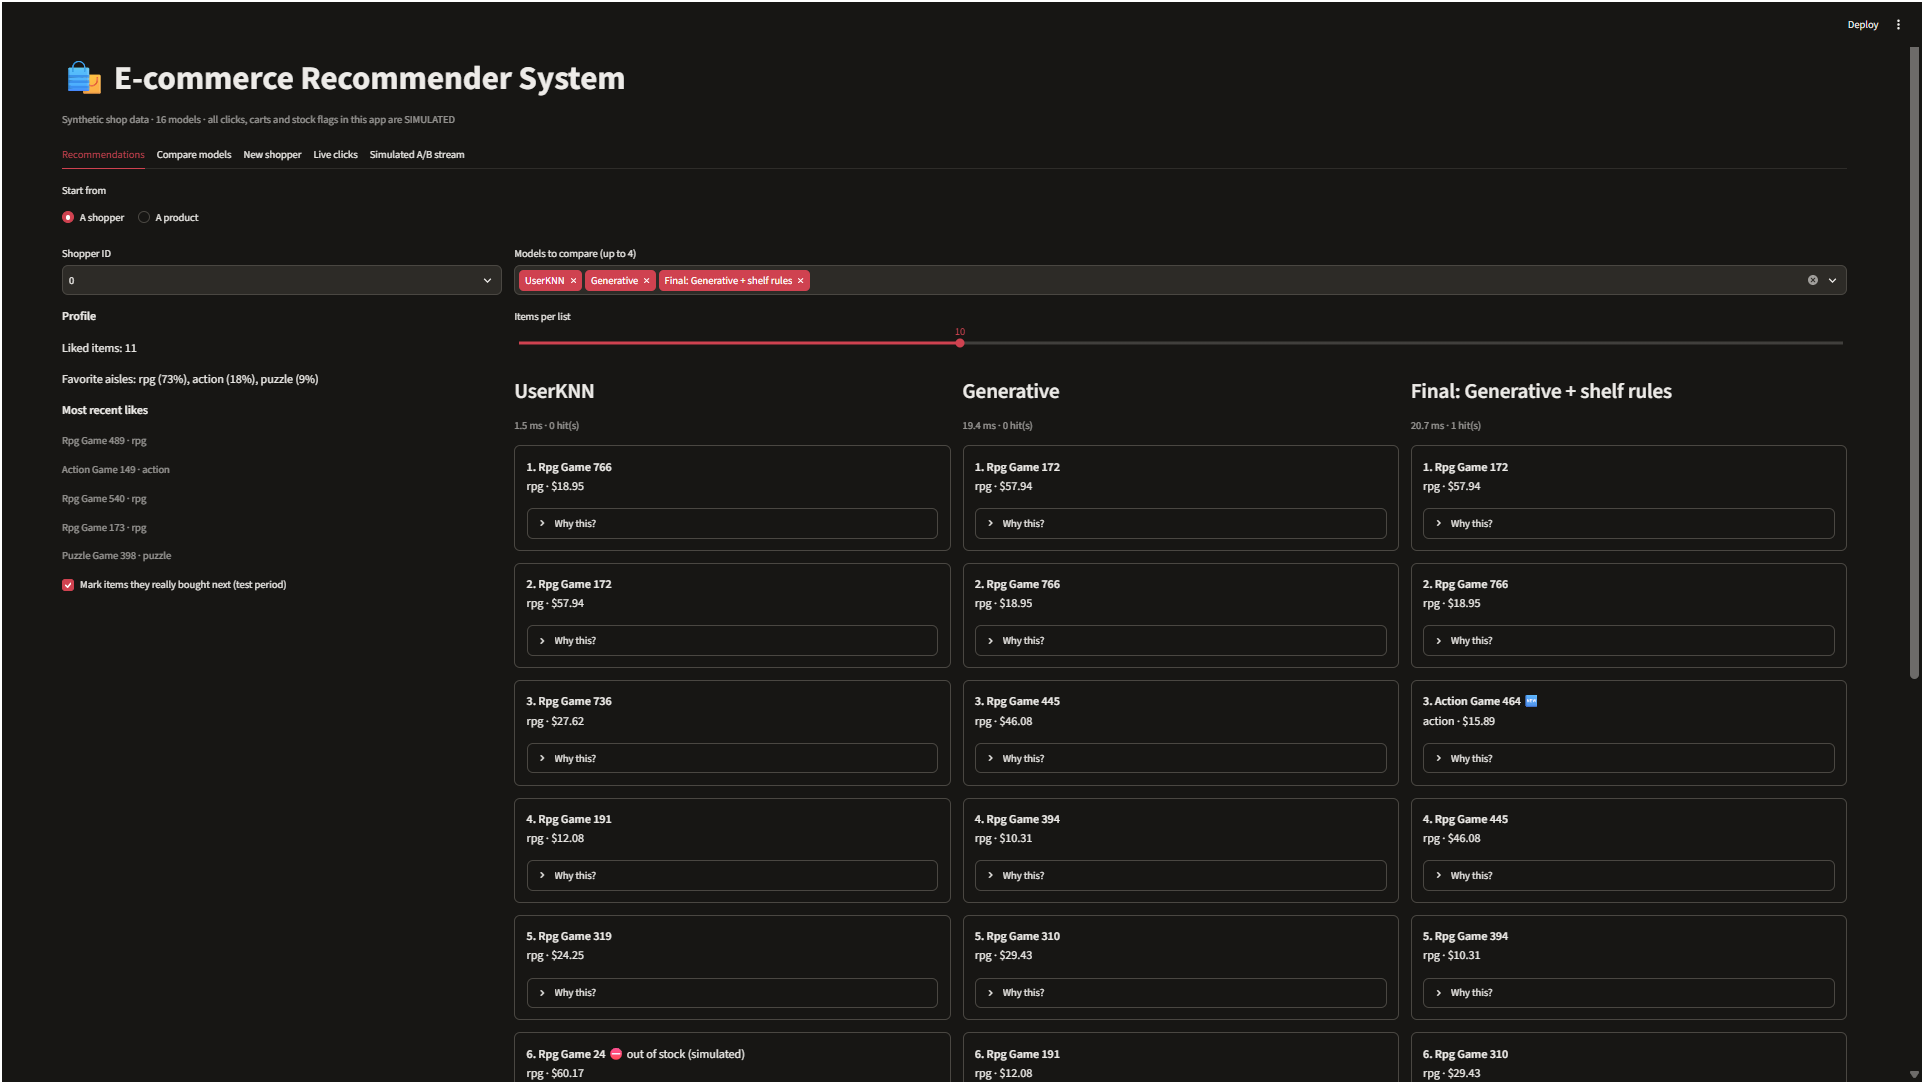 Deploy
E-commerce Recommender System
Synthetic shop data · 16 models · all clicks, carts and stock flags in this app are SIMULATED
Recommendations Compare models New shopper Live clicks Simulated A/B stream
Start from
A shopper A product
Shopper ID
0
Profile
Liked items: 11
Favorite aisles: rpg (73%), action (18%), puzzle (9%)
Most recent likes
Rpg Game 489 · rpg
Action Game 149 · action
Rpg Game 540 · rpg
Rpg Game 173 · rpg
Puzzle Game 398 · puzzle
Mark items they really bought next (test period)
Models to compare (up to 4)
UserKNN × Generative × Final: Generative + shelf rules ×
Items per list
10
UserKNN
1.5 ms · 0 hit(s)
1. Rpg Game 766
rpg · $18.95
Why this?
2. Rpg Game 172
rpg · $57.94
Why this?
3. Rpg Game 736
rpg · $27.62
Why this?
4. Rpg Game 191
rpg · $12.08
Why this?
5. Rpg Game 319
rpg · $24.25
Why this?
6. Rpg Game 24 ⛔ out of stock (simulated)
rpg · $60.17
Generative
19.4 ms · 0 hit(s)
1. Rpg Game 172
rpg · $57.94
Why this?
2. Rpg Game 766
rpg · $18.95
Why this?
3. Rpg Game 445
rpg · $46.08
Why this?
4. Rpg Game 394
rpg · $10.31
Why this?
5. Rpg Game 310
rpg · $29.43
Why this?
6. Rpg Game 191
rpg · $12.08
Final: Generative + shelf rules
20.7 ms · 1 hit(s)
1. Rpg Game 172
rpg · $57.94
Why this?
2. Rpg Game 766
rpg · $18.95
Why this?
3. Action Game 464 🆕
action · $15.89
Why this?
4. Rpg Game 445
rpg · $46.08
Why this?
5. Rpg Game 394
rpg · $10.31
Why this?
6. Rpg Game 310
rpg · $29.43